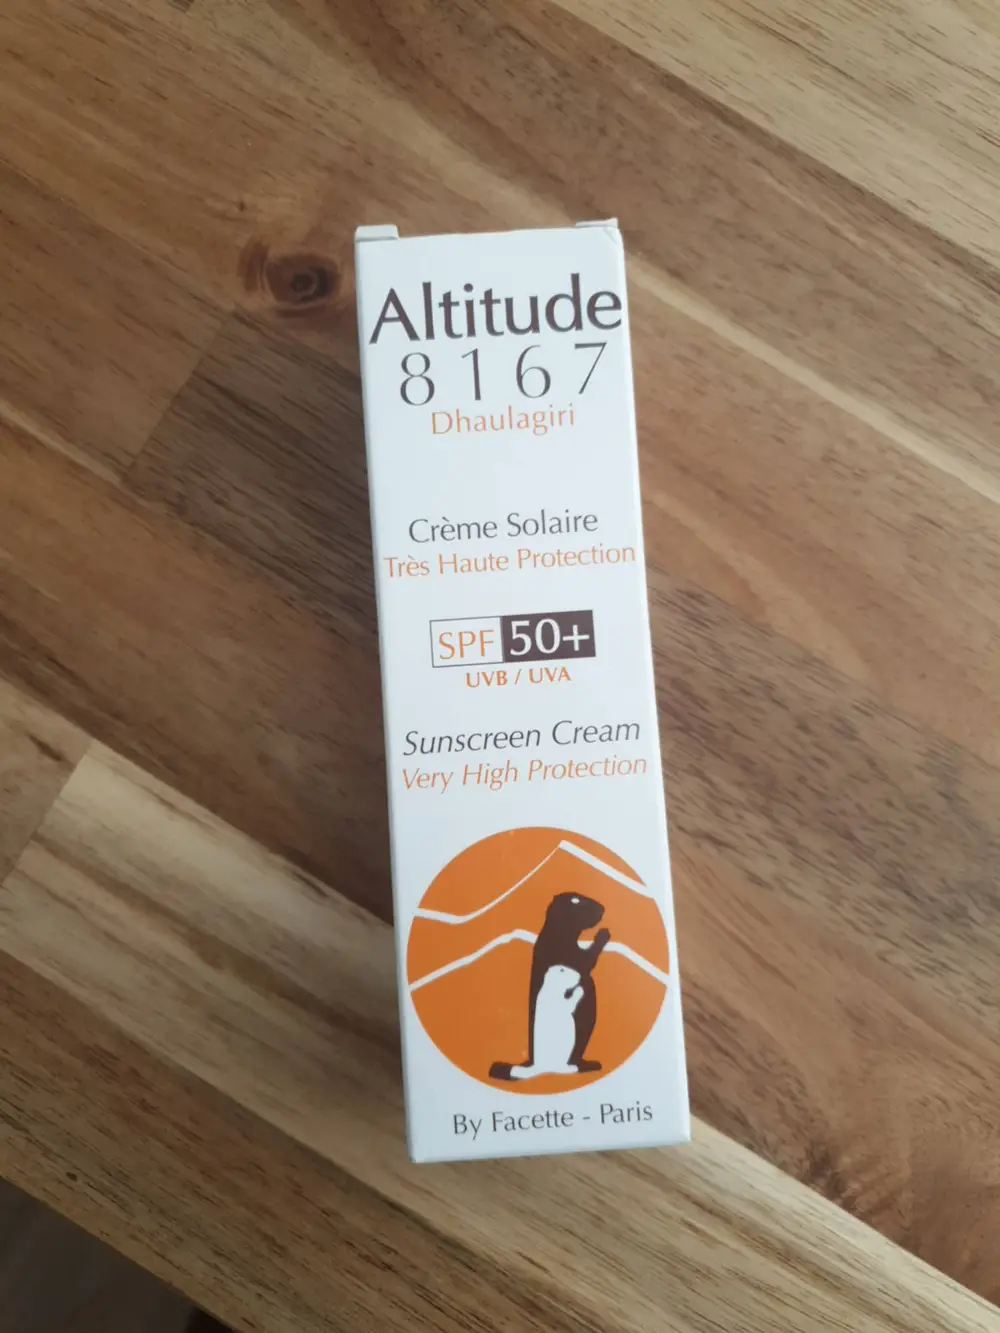 Altitude
8167
Dhaulagiri
Crème Solaire
Très Haute Protection
SPF 50+
UVB / UVA
Sunscreen Cream
Very High Protection
By Facette - Paris